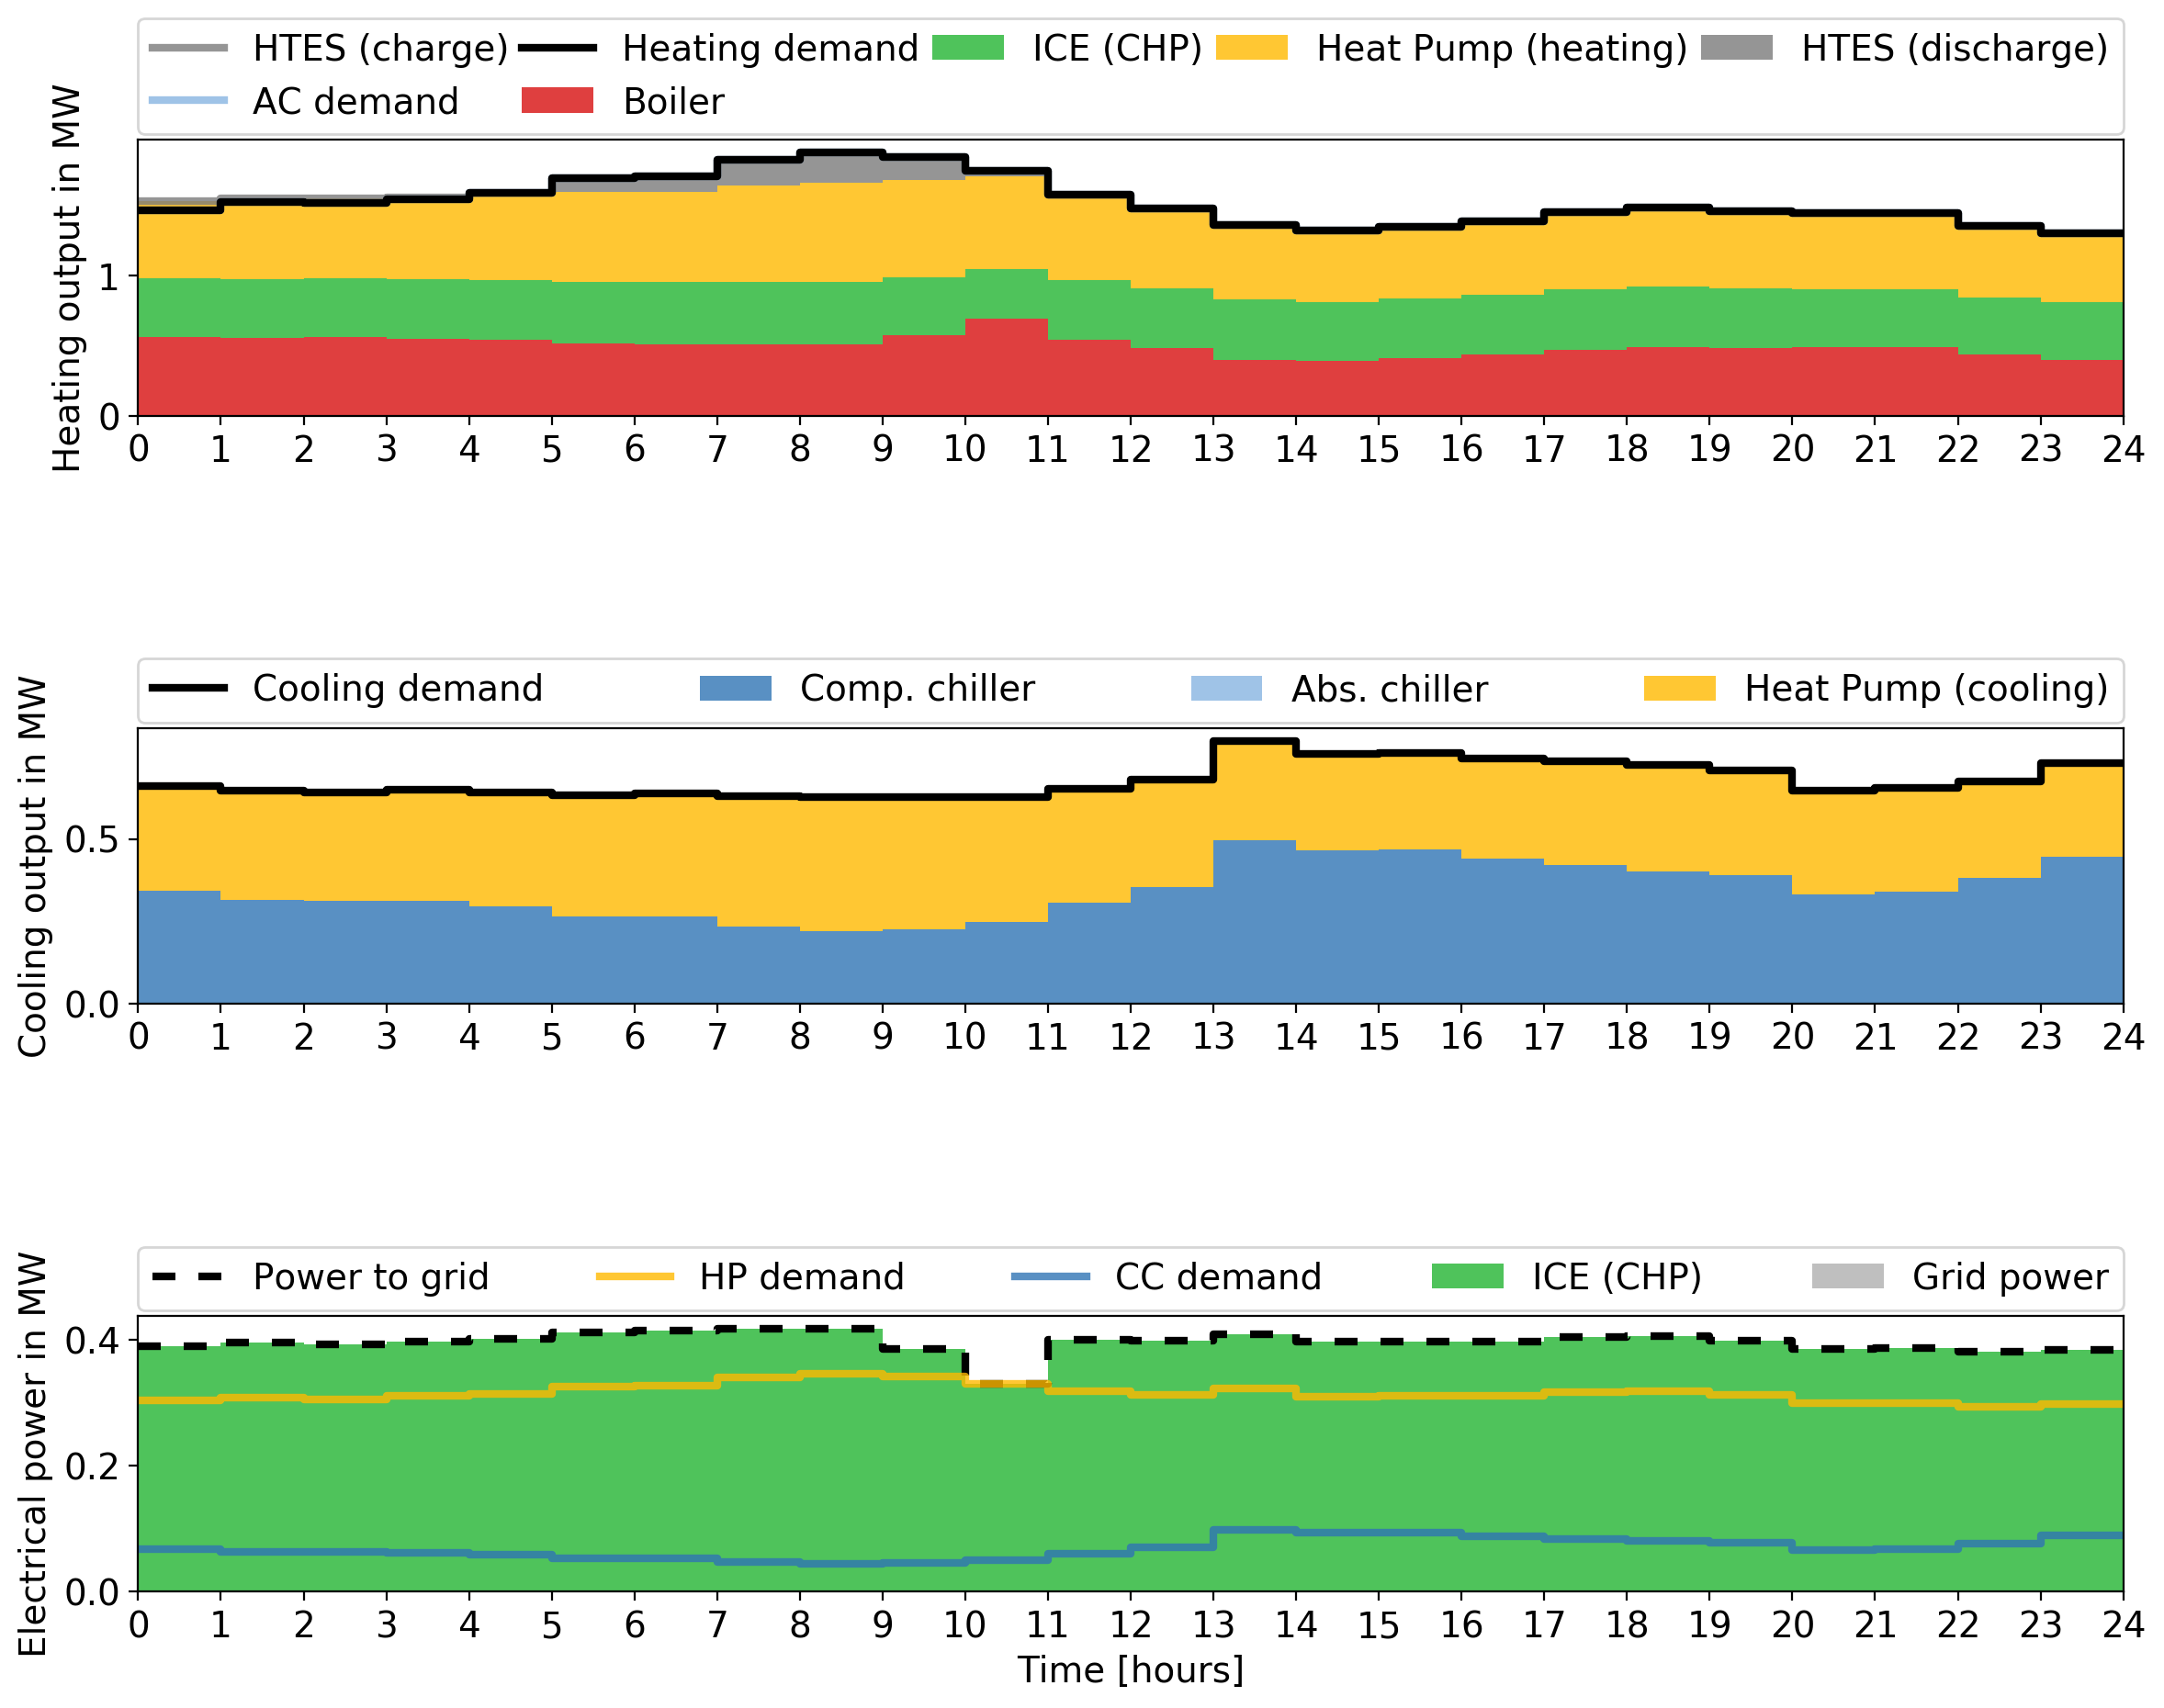 HTES (charge) Heating demand ICE (CHP) Heat Pump (heating) HTES (discharge)
AC demand Boiler
Heating output in MW
1
0
0 1 2 3 4 5 6 7 8 9 10 11 12 13 14 15 16 17 18 19 20 21 22 23 24
Cooling demand Comp. chiller Abs. chiller Heat Pump (cooling)
Cooling output in MW
0.5
0.0
0 1 2 3 4 5 6 7 8 9 10 11 12 13 14 15 16 17 18 19 20 21 22 23 24
Power to grid HP demand CC demand ICE (CHP) Grid power
Electrical power in MW
0.4
0.2
0.0
0 1 2 3 4 5 6 7 8 9 10 11 12 13 14 15 16 17 18 19 20 21 22 23 24
Time [hours]